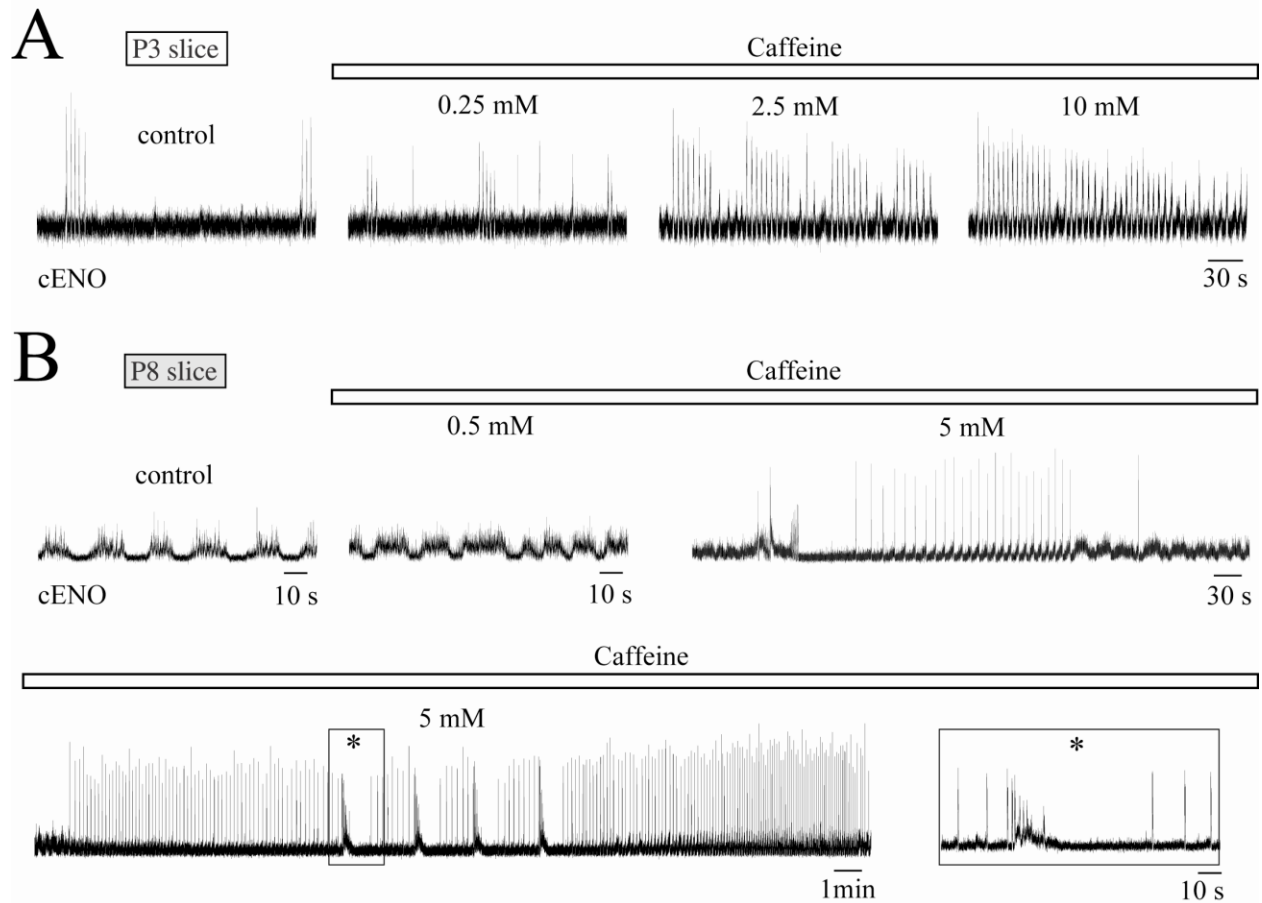 A
P3 slice
Caffeine
control
0.25 mM
2.5 mM
10 mM
cENO
30 s
B
P8 slice
Caffeine
0.5 mM
5 mM
control
cENO
10 s
10 s
30 s
Caffeine
5 mM
*
*
1min
10 s